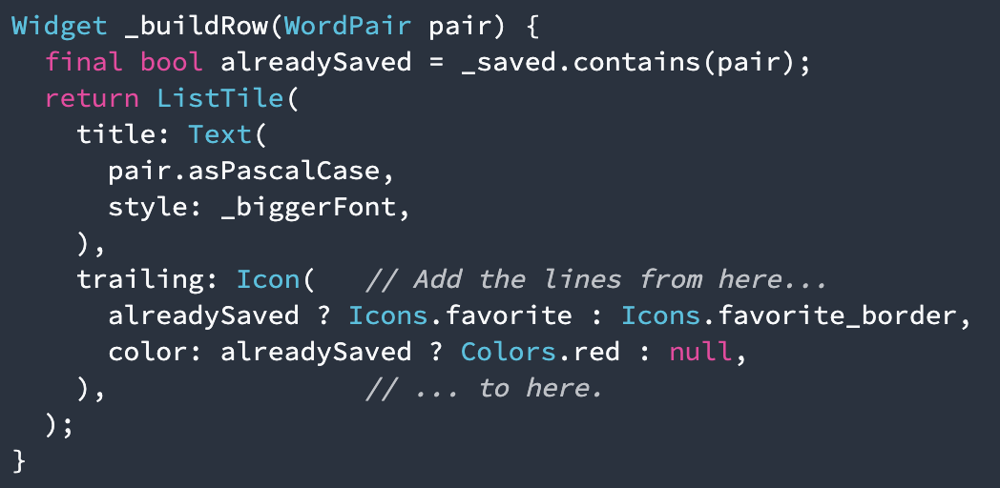 Widget _buildRow(WordPair pair) {
  final bool alreadySaved = _saved.contains(pair);
  return ListTile(
    title: Text(
      pair.asPascalCase,
      style: _biggerFont,
    ),
    trailing: Icon(   // Add the lines from here...
      alreadySaved ? Icons.favorite : Icons.favorite_border,
      color: alreadySaved ? Colors.red : null,
    ),                // ... to here.
  );
}